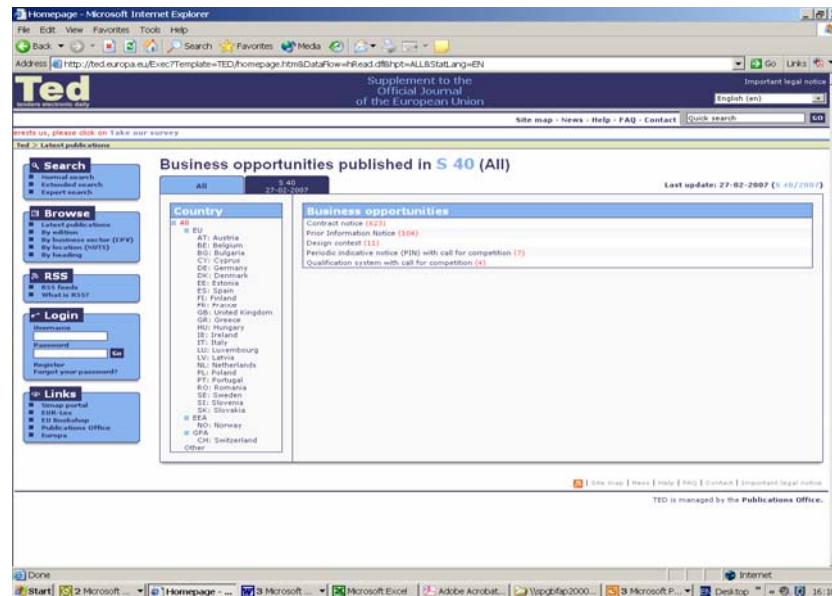 Homepage - Microsoft Internet Explorer
File Edit View Favorites Tools Help
Back Search Favorites Media
Address http://ted.europa.eu/Exec?Template=TED/homepage.htm&DataFlow=hRead.dfl&hpt=ALL&StatLang=EN Go Links
Ted
tenders electronic daily
Supplement to the
Official Journal
of the European Union
Important legal notice
English (en)
Site map - News - Help - FAQ - Contact Quick search GO
erests us, please click on Take our survey
Ted > Latest publications
Search
Normal search
Extended search
Expert search
Browse
Latest publications
By edition
By business sector (CPV)
By location (NUTS)
By heading
RSS
RSS feeds
What is RSS?
Login
Username
Password
Go
Register
Forgot your password?
Links
Simap portal
EUR-Lex
EU Bookshop
Publications Office
Europa
Business opportunities published in S 40 (All)
All
S 40
27-02-2007
Last update: 27-02-2007 (S 40/2007)
Country
40
EU
AT: Austria
BE: Belgium
BG: Bulgaria
CY: Cyprus
DE: Germany
DK: Denmark
EE: Estonia
ES: Spain
FI: Finland
FR: France
GB: United Kingdom
GR: Greece
HU: Hungary
IE: Ireland
IT: Italy
LU: Luxembourg
LV: Latvia
NL: Netherlands
PL: Poland
PT: Portugal
RO: Romania
SE: Sweden
SI: Slovenia
SK: Slovakia
EEA
NO: Norway
GPA
CH: Switzerland
Other
Business opportunities
Contract notice (623)
Prior Information Notice (104)
Design contest (11)
Periodic indicative notice (PIN) with call for competition (7)
Qualification system with call for competition (4)
| Site map | News | Help | FAQ | Contact | Important legal notice
TED is managed by the Publications Office.
Done Internet
Start 2 Microsoft ... Homepage - ... 3 Microsoft ... Microsoft Excel Adobe Acrobat... \\spgbfap2000... 3 Microsoft P... Desktop